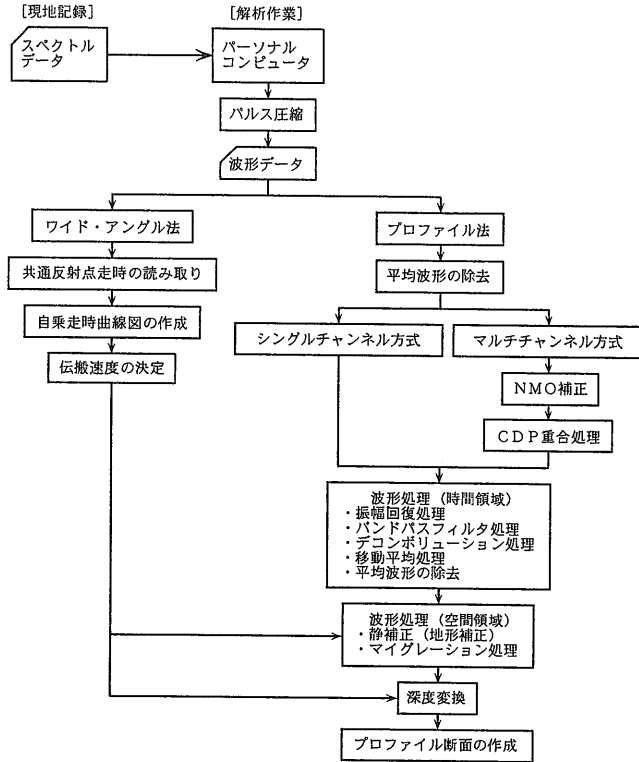 [現地記録]
[解析作業]
スペクトル
データ
パーソナル
コンピュータ
パルス圧縮
波形データ
ワイド・アングル法
プロファイル法
共通反射点走時の読み取り
平均波形の除去
自乗走時曲線図の作成
シングルチャンネル方式
マルチチャンネル方式
伝搬速度の決定
NMO補正
CDP重合処理
波形処理(時間領域)
・振幅回復処理
・バンドパスフィルタ処理
・デコンボリューション処理
・移動平均処理
・平均波形の除去
波形処理(空間領域)
・静補正(地形補正)
・マイグレーション処理
深度変換
プロファイル断面の作成